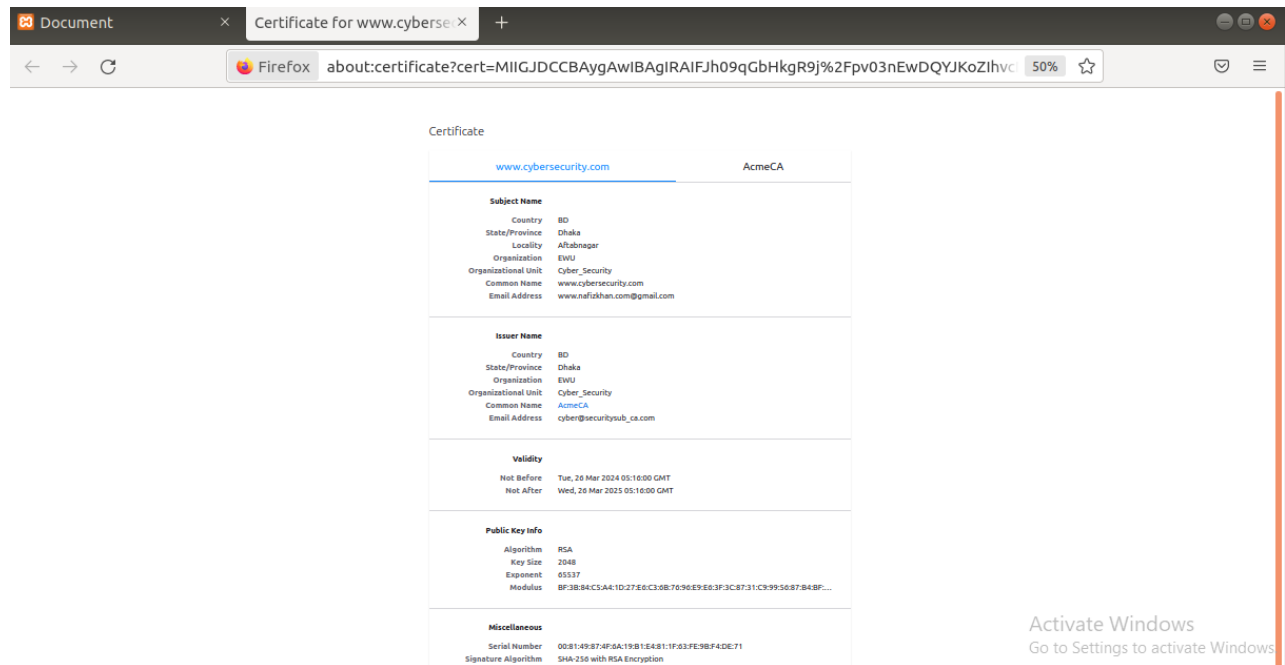 Document × Certificate for www.cybersec × +
Firefox about:certificate?cert=MIIGJDCCBAygAwIBAgIRAIFJh09qGbHkgR9j%2Fpv03nEwDQYJKoZIhvc 50%
Certificate
www.cybersecurity.com AcmeCA
Subject Name
Country BD
State/Province Dhaka
Locality Aftabnagar
Organization EWU
Organizational Unit Cyber_Security
Common Name www.cybersecurity.com
Email Address www.nafizkhan.com@gmail.com
Issuer Name
Country BD
State/Province Dhaka
Organization EWU
Organizational Unit Cyber_Security
Common Name AcmeCA
Email Address cyber@securitysub_ca.com
Validity
Not Before Tue, 26 Mar 2024 05:16:00 GMT
Not After Wed, 26 Mar 2025 05:16:00 GMT
Public Key Info
Algorithm RSA
Key Size 2048
Exponent 65537
Modulus BF:3B:84:C5:A4:1D:27:E6:C3:6B:76:96:E9:E6:3F:3C:87:31:C9:99:56:87:B4:BF:...
Miscellaneous
Serial Number 00:81:49:87:4F:6A:19:B1:E4:81:1F:63:FE:9B:F4:DE:71
Signature Algorithm SHA-256 with RSA Encryption
Activate Windows
Go to Settings to activate Windows